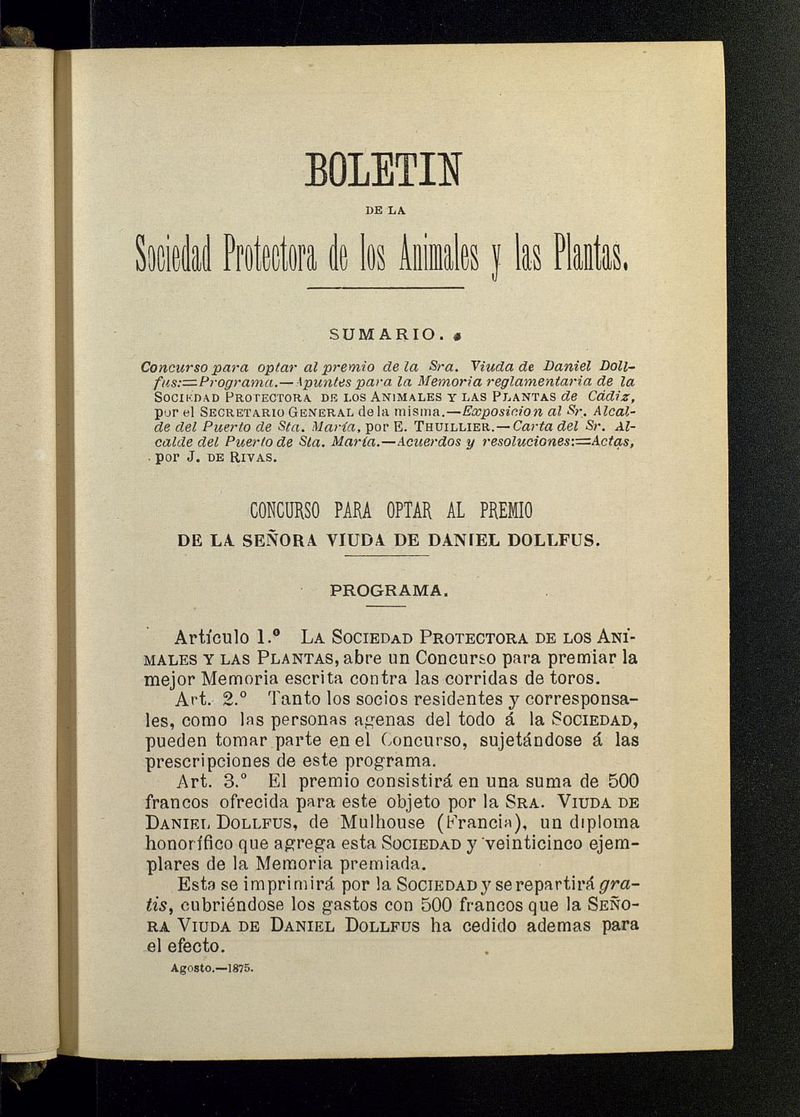 BOLETIN
DE LA
Sociedad Protectora de los Animales y las Plantas.
SUMARIO.
Concurso para optar al premio de la Sra. Viuda de Daniel Doll-
fus:=Programa.—Apuntes para la Memoria reglamentaria de la
SOCIEDAD PROTECTORA DE LOS ANIMALES Y LAS PLANTAS de Cádiz,
por el SECRETARIO GENERAL de la misma.—Exposicion al Sr. Alcal-
de del Puerto de Sta. María, por E. THUILLIER.—Carta del Sr. Al-
calde del Puerto de Sta. María.—Acuerdos y resoluciones:=Actas,
por J. DE RIVAS.
CONCURSO PARA OPTAR AL PREMIO
DE LA SEÑORA VIUDA DE DANIEL DOLLFUS.
PROGRAMA.
Artículo 1.º LA SOCIEDAD PROTECTORA DE LOS ANI-
MALES Y LAS PLANTAS, abre un Concurso para premiar la
mejor Memoria escrita contra las corridas de toros.
Art. 2.º Tanto los socios residentes y corresponsa-
les, como las personas agenas del todo á la SOCIEDAD,
pueden tomar parte en el Concurso, sujetándose á las
prescripciones de este programa.
Art. 3.º El premio consistirá en una suma de 500
francos ofrecida para este objeto por la SRA. VIUDA DE
DANIEL DOLLFUS, de Mulhouse (Francia), un diploma
honorífico que agrega esta SOCIEDAD y veinticinco ejem-
plares de la Memoria premiada.
Esta se imprimirá por la SOCIEDAD y se repartirá gra-
tis, cubriéndose los gastos con 500 francos que la SEÑO-
RA VIUDA DE DANIEL DOLLFUS ha cedido ademas para
el efecto.
Agosto.—1875.